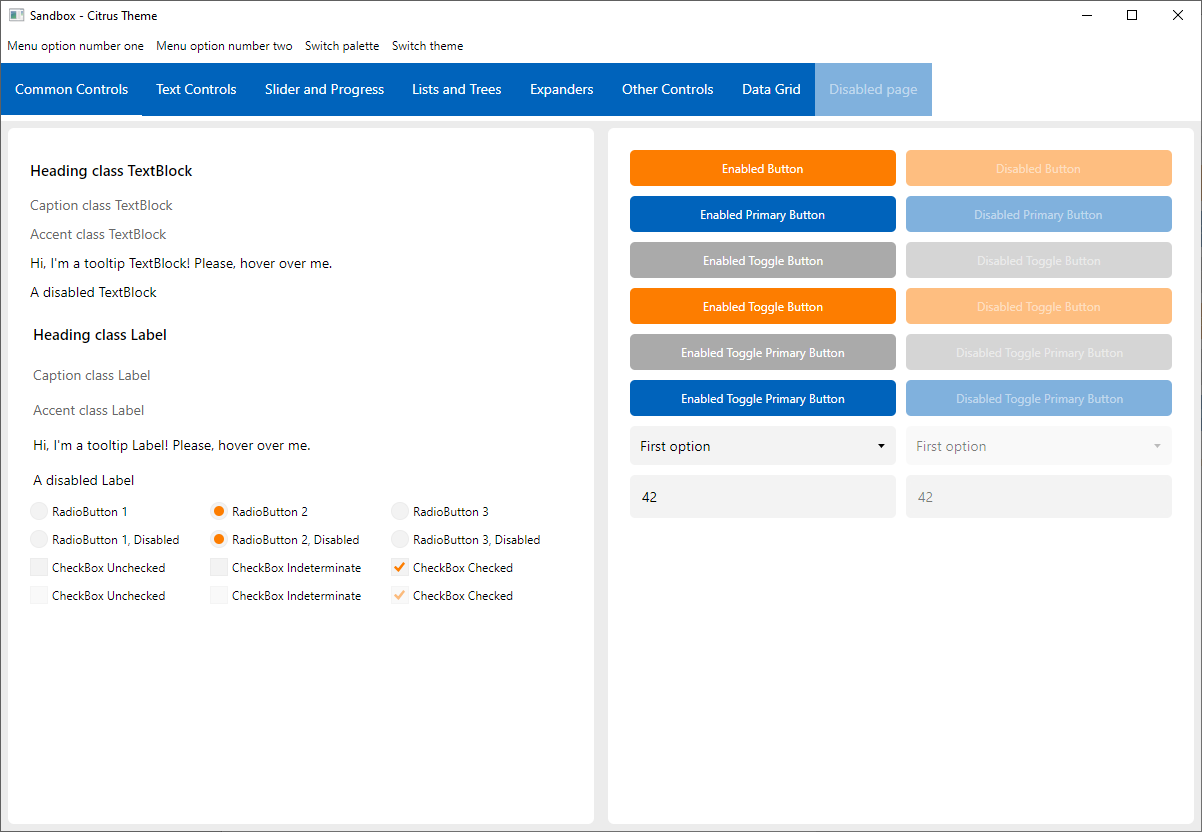 Sandbox - Citrus Theme
Menu option number one Menu option number two Switch palette Switch theme
Common Controls Text Controls Slider and Progress Lists and Trees Expanders Other Controls Data Grid Disabled page
Heading class TextBlock
Caption class TextBlock
Accent class TextBlock
Hi, I'm a tooltip TextBlock! Please, hover over me.
A disabled TextBlock
Heading class Label
Caption class Label
Accent class Label
Hi, I'm a tooltip Label! Please, hover over me.
A disabled Label
RadioButton 1 RadioButton 2 RadioButton 3
RadioButton 1, Disabled RadioButton 2, Disabled RadioButton 3, Disabled
CheckBox Unchecked CheckBox Indeterminate CheckBox Checked
CheckBox Unchecked CheckBox Indeterminate CheckBox Checked
Enabled Button Disabled Button
Enabled Primary Button Disabled Primary Button
Enabled Toggle Button Disabled Toggle Button
Enabled Toggle Button Disabled Toggle Button
Enabled Toggle Primary Button Disabled Toggle Primary Button
Enabled Toggle Primary Button Disabled Toggle Primary Button
First option First option
42 42